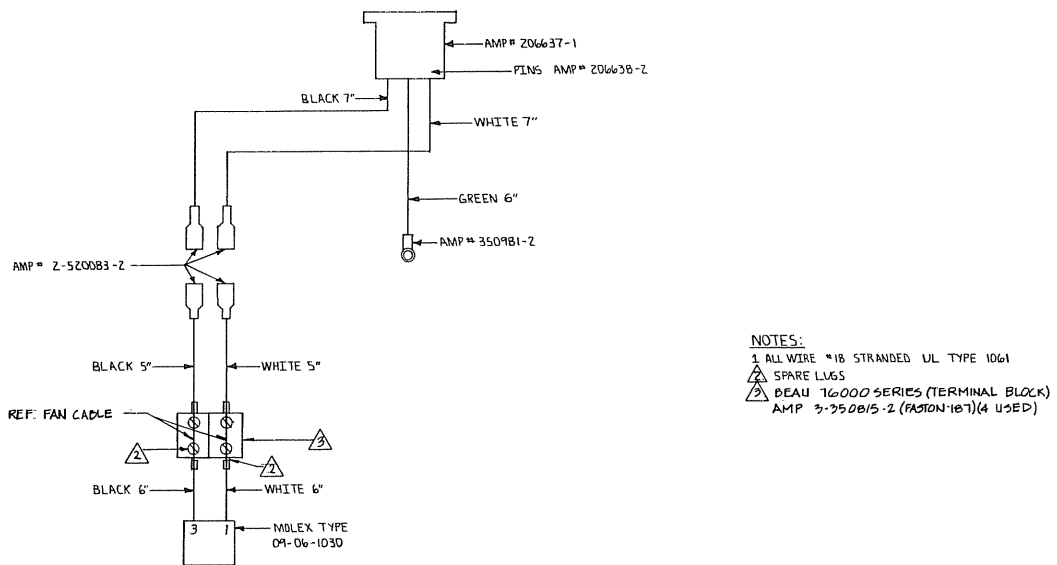 AMP# 206637-1
PINS AMP# 206638-2
BLACK 7"
WHITE 7"
GREEN 6"
AMP# 350981-2
AMP# 2-520083-2
BLACK 5"
WHITE 5"
REF: FAN CABLE
2
3
2
BLACK 6"
WHITE 6"
3 1
MOLEX TYPE
09-06-1030
NOTES:
1 ALL WIRE #18 STRANDED UL TYPE 1061
2 SPARE LUGS
3 BEAU 76000 SERIES (TERMINAL BLOCK)
AMP 3-350815-2 (FASTON-187)(4 USED)